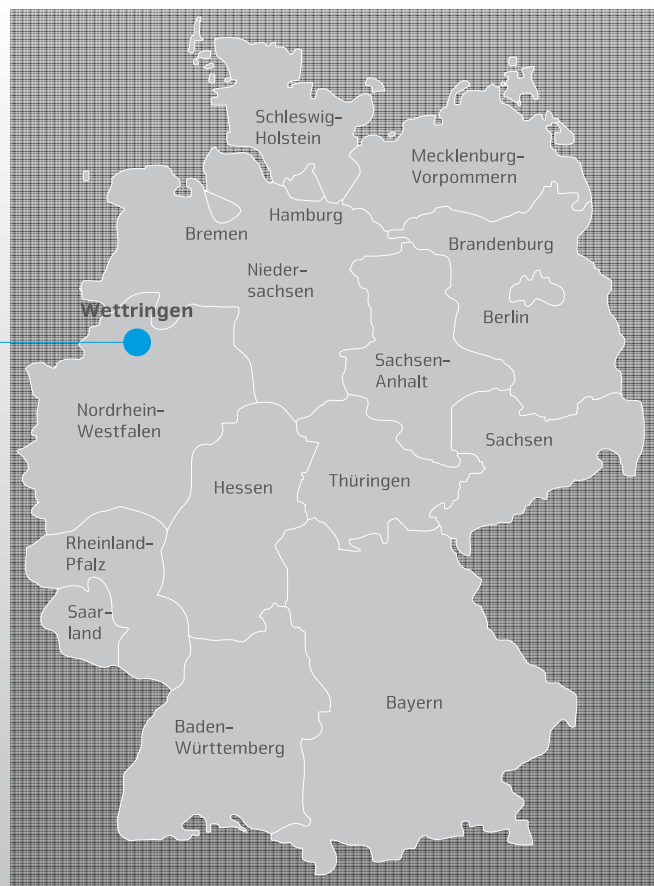 Schleswig-
Holstein
Mecklenburg-
Vorpommern
Hamburg
Bremen
Brandenburg
Nieder-
sachsen
Wettringen
Berlin
Sachsen-
Anhalt
Nordrhein-
Westfalen
Sachsen
Thüringen
Hessen
Rheinland-
Pfalz
Saar-
land
Bayern
Baden-
Württemberg